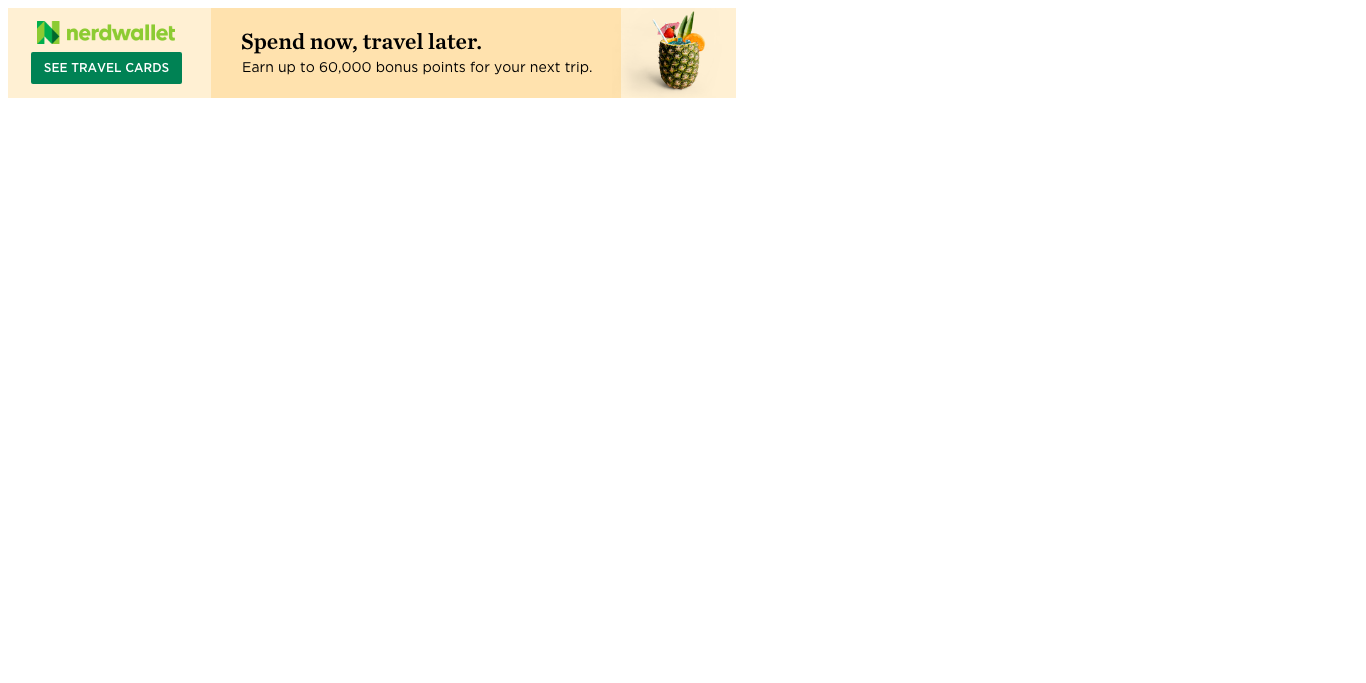 nerdwallet
SEE TRAVEL CARDS
Spend now, travel later.
Earn up to 60,000 bonus points for your next trip.